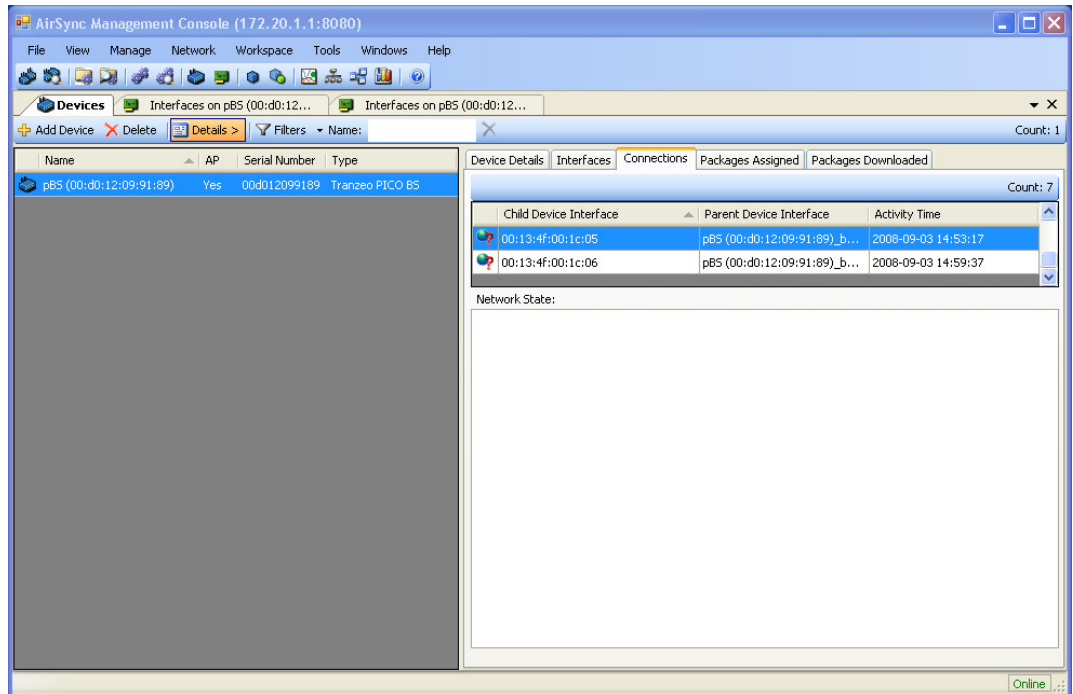 AirSync Management Console (172.20.1.1:8080)
File View Manage Network Workspace Tools Windows Help
Devices Interfaces on pBS (00:d0:12... Interfaces on pBS (00:d0:12...
Add Device Delete Details > Filters Name: Count: 1
Name AP Serial Number Type
pBS (00:d0:12:09:91:89) Yes 00d012099189 Tranzeo PICO BS
Device Details Interfaces Connections Packages Assigned Packages Downloaded
Count: 7
Child Device Interface Parent Device Interface Activity Time
00:13:4f:00:1c:05 pBS (00:d0:12:09:91:89)_b... 2008-09-03 14:53:17
00:13:4f:00:1c:06 pBS (00:d0:12:09:91:89)_b... 2008-09-03 14:59:37
Network State:
Online